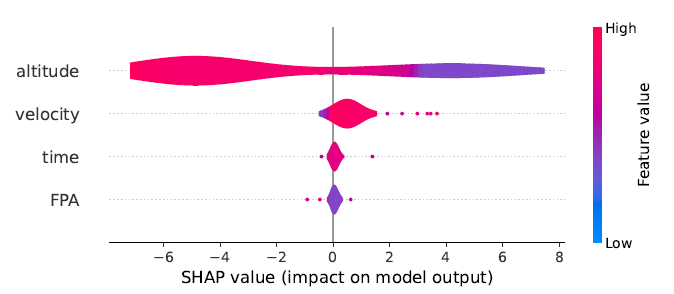 altitude
velocity
time
FPA
−6 −4 −2 0 2 4 6 8
SHAP value (impact on model output)
High
Feature value
Low